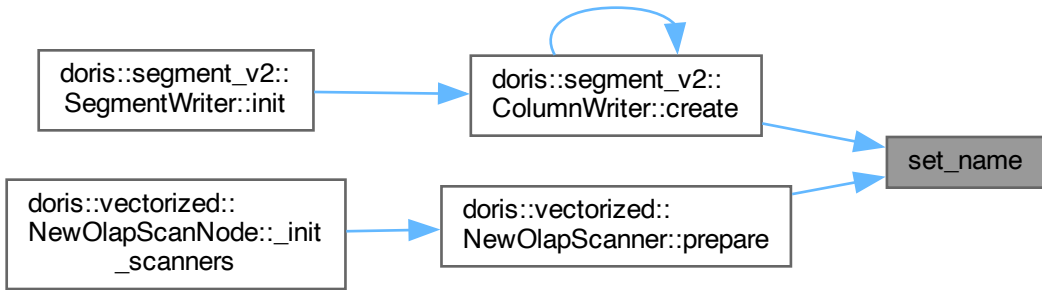 doris::segment_v2::
SegmentWriter::init
doris::segment_v2::
ColumnWriter::create
set_name
doris::vectorized::
NewOlapScanNode::_init
_scanners
doris::vectorized::
NewOlapScanner::prepare